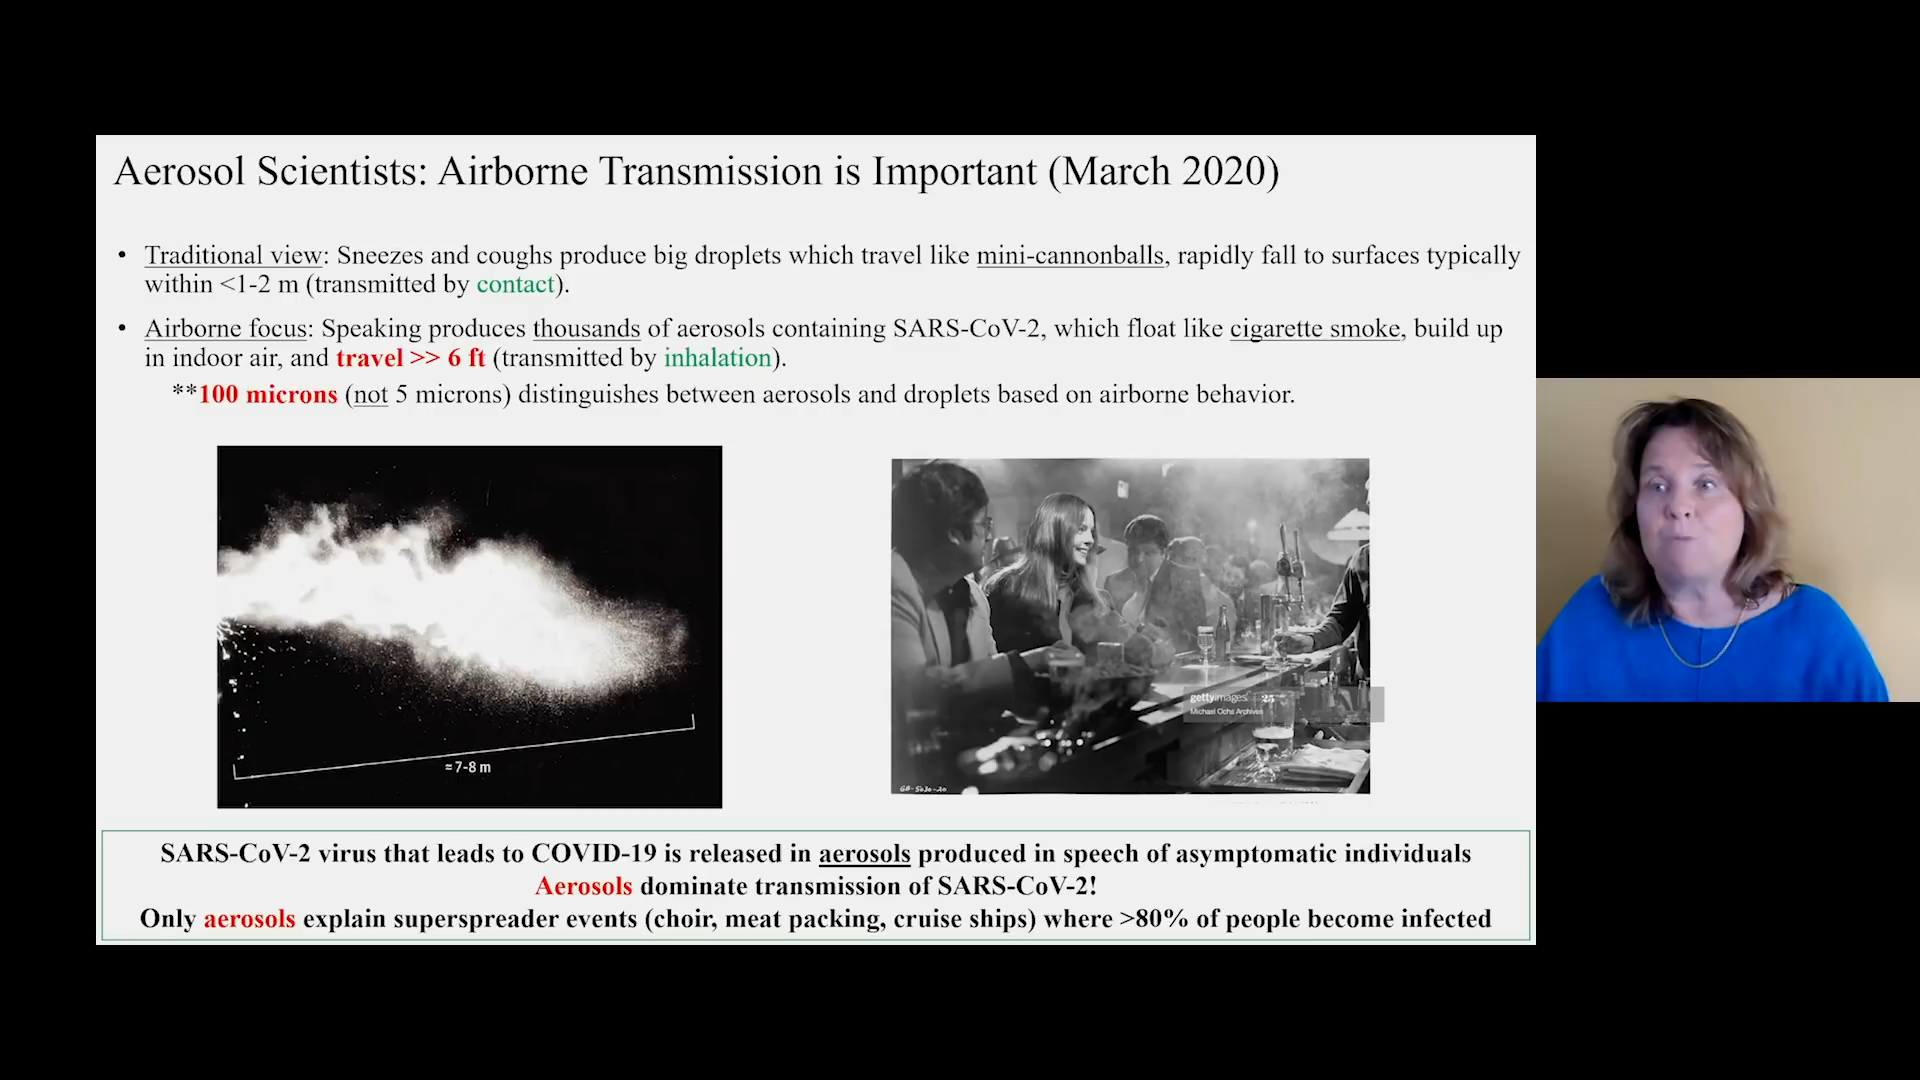 Aerosol Scientists: Airborne Transmission is Important (March 2020)
• Traditional view: Sneezes and coughs produce big droplets which travel like mini-cannonballs, rapidly fall to surfaces typically
within <1-2 m (transmitted by contact).
• Airborne focus: Speaking produces thousands of aerosols containing SARS-CoV-2, which float like cigarette smoke, build up
in indoor air, and travel >> 6 ft (transmitted by inhalation).
**100 microns (not 5 microns) distinguishes between aerosols and droplets based on airborne behavior.
≈7-8 m
gettyimages
Michael Ochs Archives
SARS-CoV-2 virus that leads to COVID-19 is released in aerosols produced in speech of asymptomatic individuals
Aerosols dominate transmission of SARS-CoV-2!
Only aerosols explain superspreader events (choir, meat packing, cruise ships) where >80% of people become infected